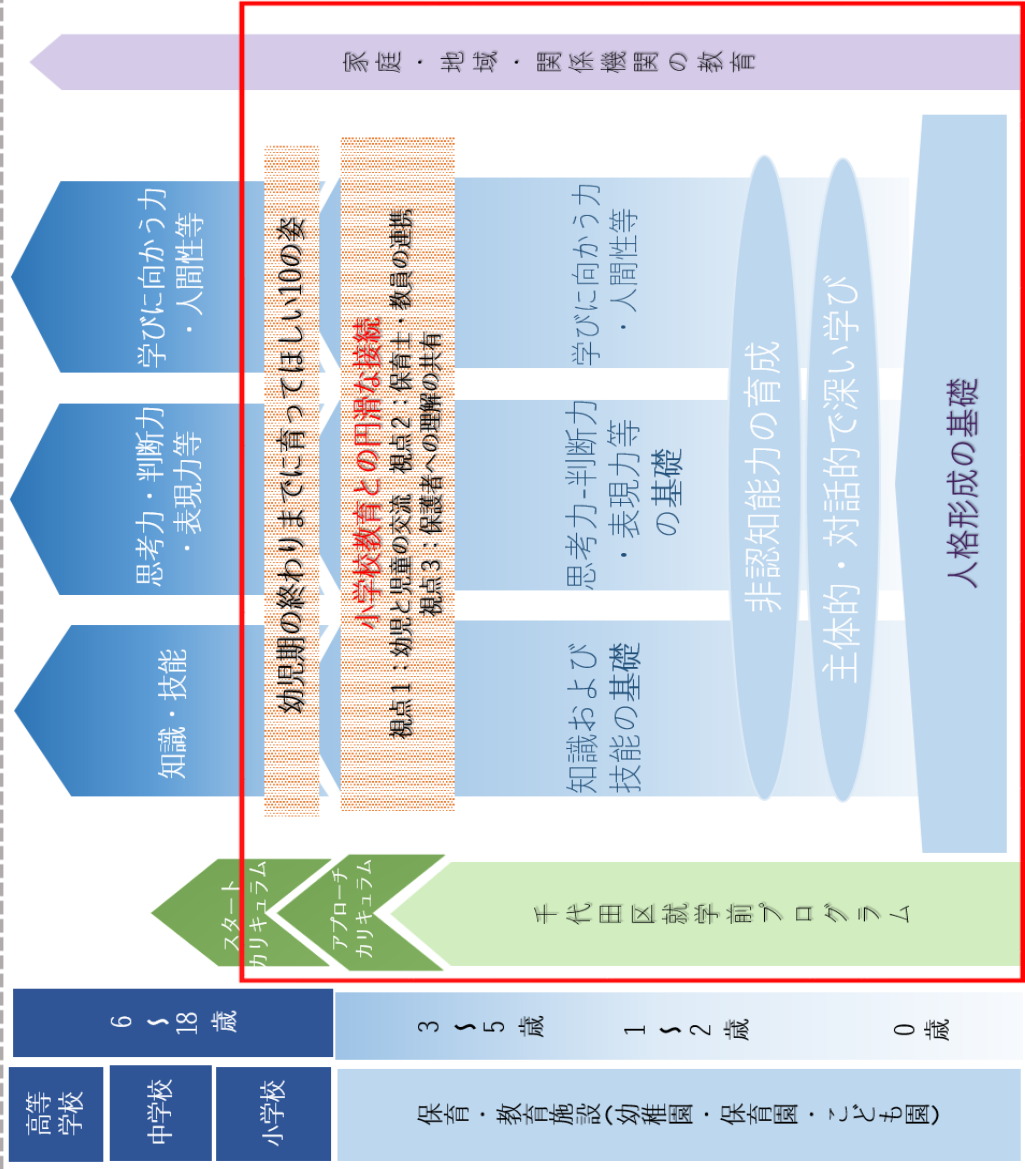 高等
学校
中学校
小学校
保育・教育施設(幼稚園・保育園・こども園)
6～18歳
3～5歳
1～2歳
0歳
スタート
カリキュラム
アプローチ
カリキュラム
千代田区就学前プログラム
知識・技能
思考力・判断力
・表現力等
学びに向かう力
・人間性等
幼児期の終わりまでに育ってほしい10の姿
小学校教育との円滑な接続
視点1：幼児と児童の交流　視点2：保育士・教員の連携
視点3：保護者への理解の共有
知識および
技能の基礎
思考力-判断力
・表現力等
の基礎
学びに向かう力
・人間性等
非認知能力の育成
主体的・対話的で深い学び
人格形成の基礎
家庭・地域・関係機関の教育